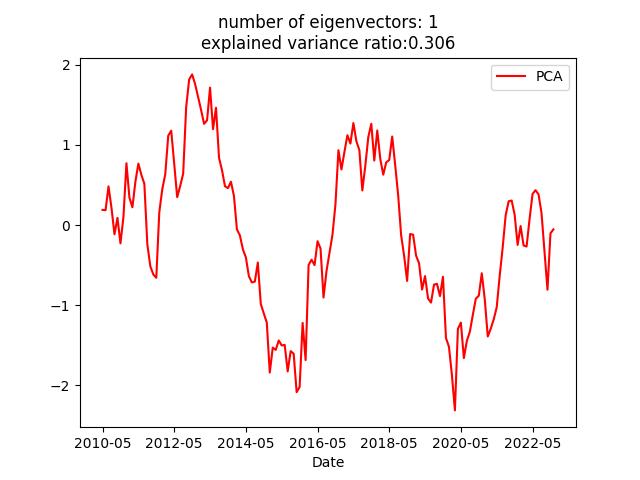 number of eigenvectors: 1
explained variance ratio:0.306
PCA
2
1
0
−1
−2
2010-05 2012-05 2014-05 2016-05 2018-05 2020-05 2022-05
Date